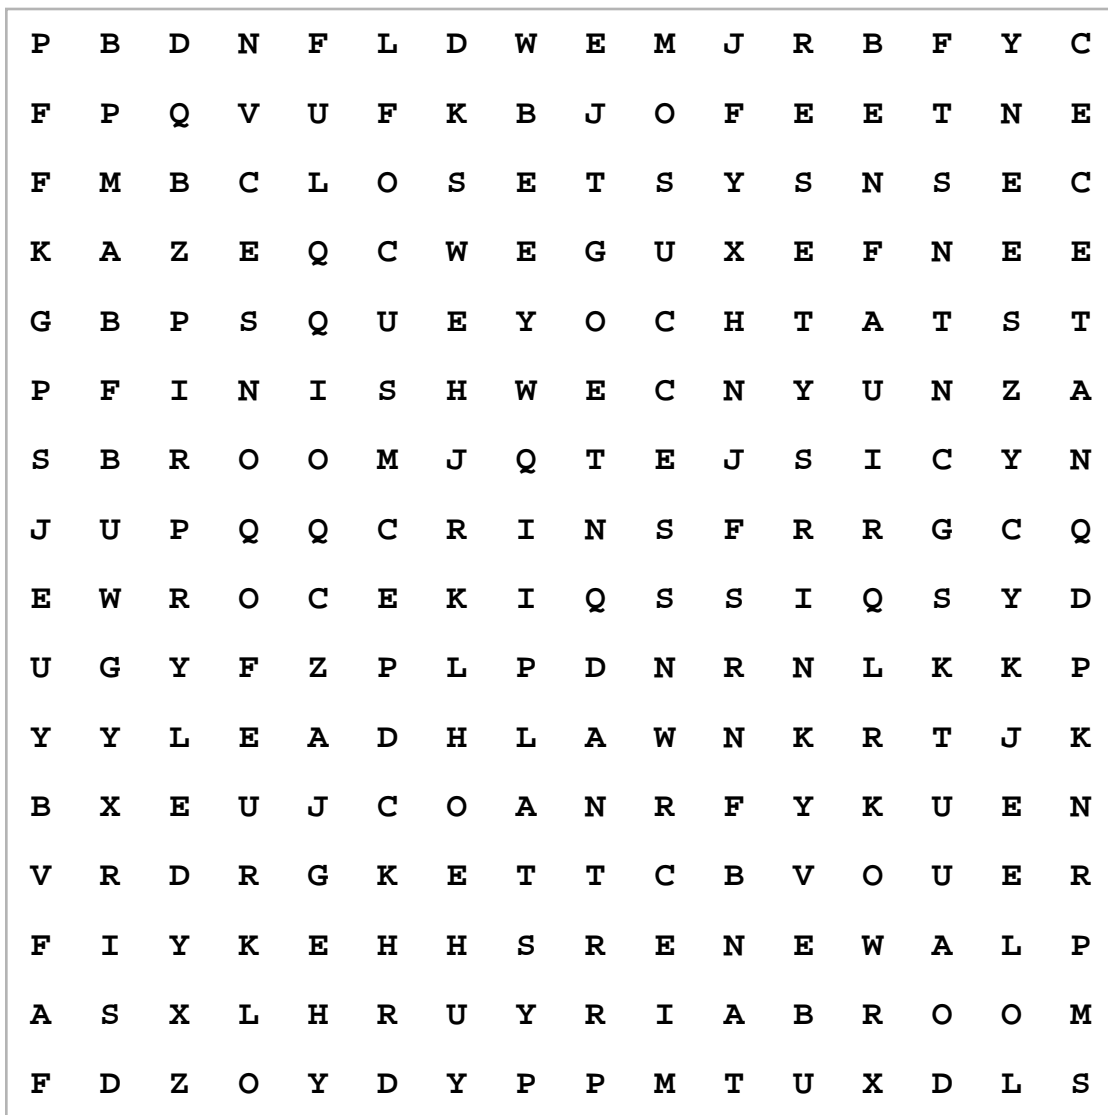 P B D N F L D W E M J R B F Y C
F P Q V U F K B J O F E E T N E
F M B C L O S E T S Y S N S E C
K A Z E Q C W E G U X E F N E E
G B P S Q U E Y O C H T A T S T
P F I N I S H W E C N Y U N Z A
S B R O O M J Q T E J S I C Y N
J U P Q Q C R I N S F R R G C Q
E W R O C E K I Q S S I Q S Y D
U G Y F Z P L P D N R N L K K P
Y Y L E A D H L A W N K R T J K
B X E U J C O A N R F Y K U E N
V R D R G K E T T C B V O U E R
F I Y K E H H S R E N E W A L P
A S X L H R U Y R I A B R O O M
F D Z O Y D Y P P M T U X D L S